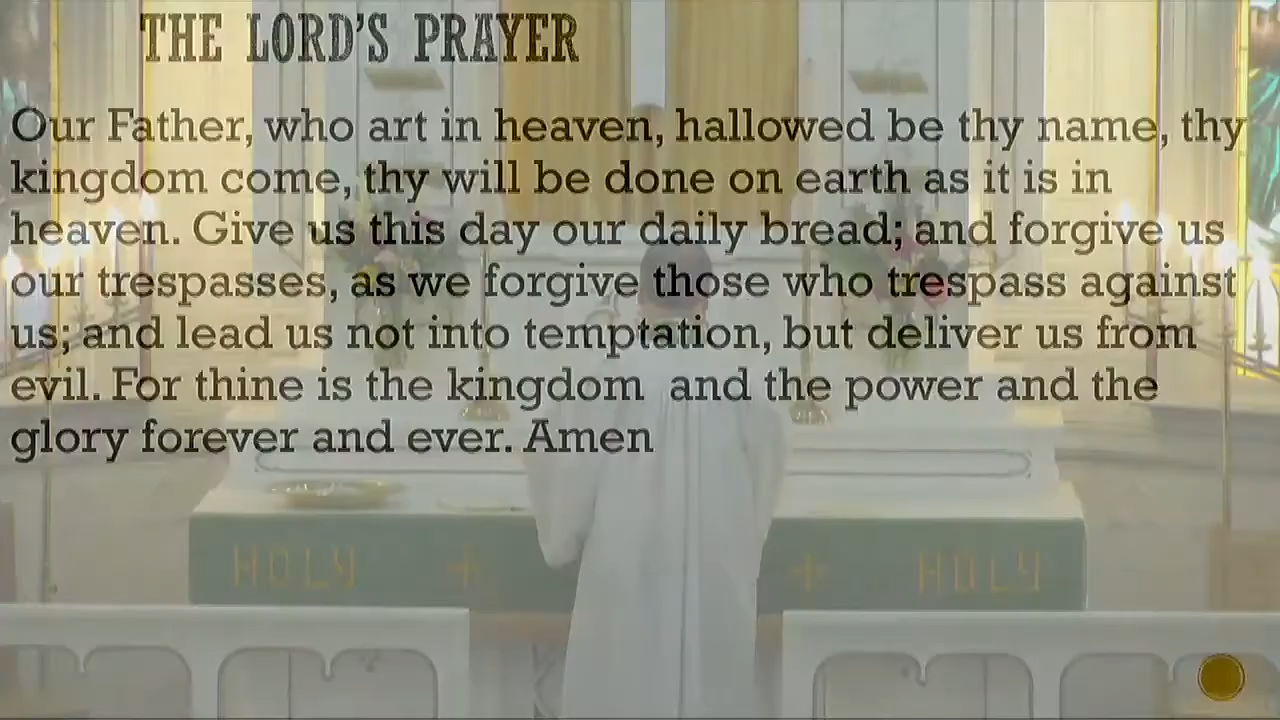 THE LORD'S PRAYER
Our Father, who art in heaven, hallowed be thy name, thy
kingdom come, thy will be done on earth as it is in
heaven. Give us this day our daily bread; and forgive us
our trespasses, as we forgive those who trespass against
us; and lead us not into temptation, but deliver us from
evil. For thine is the kingdom and the power and the
glory forever and ever. Amen
HOLY HOLY